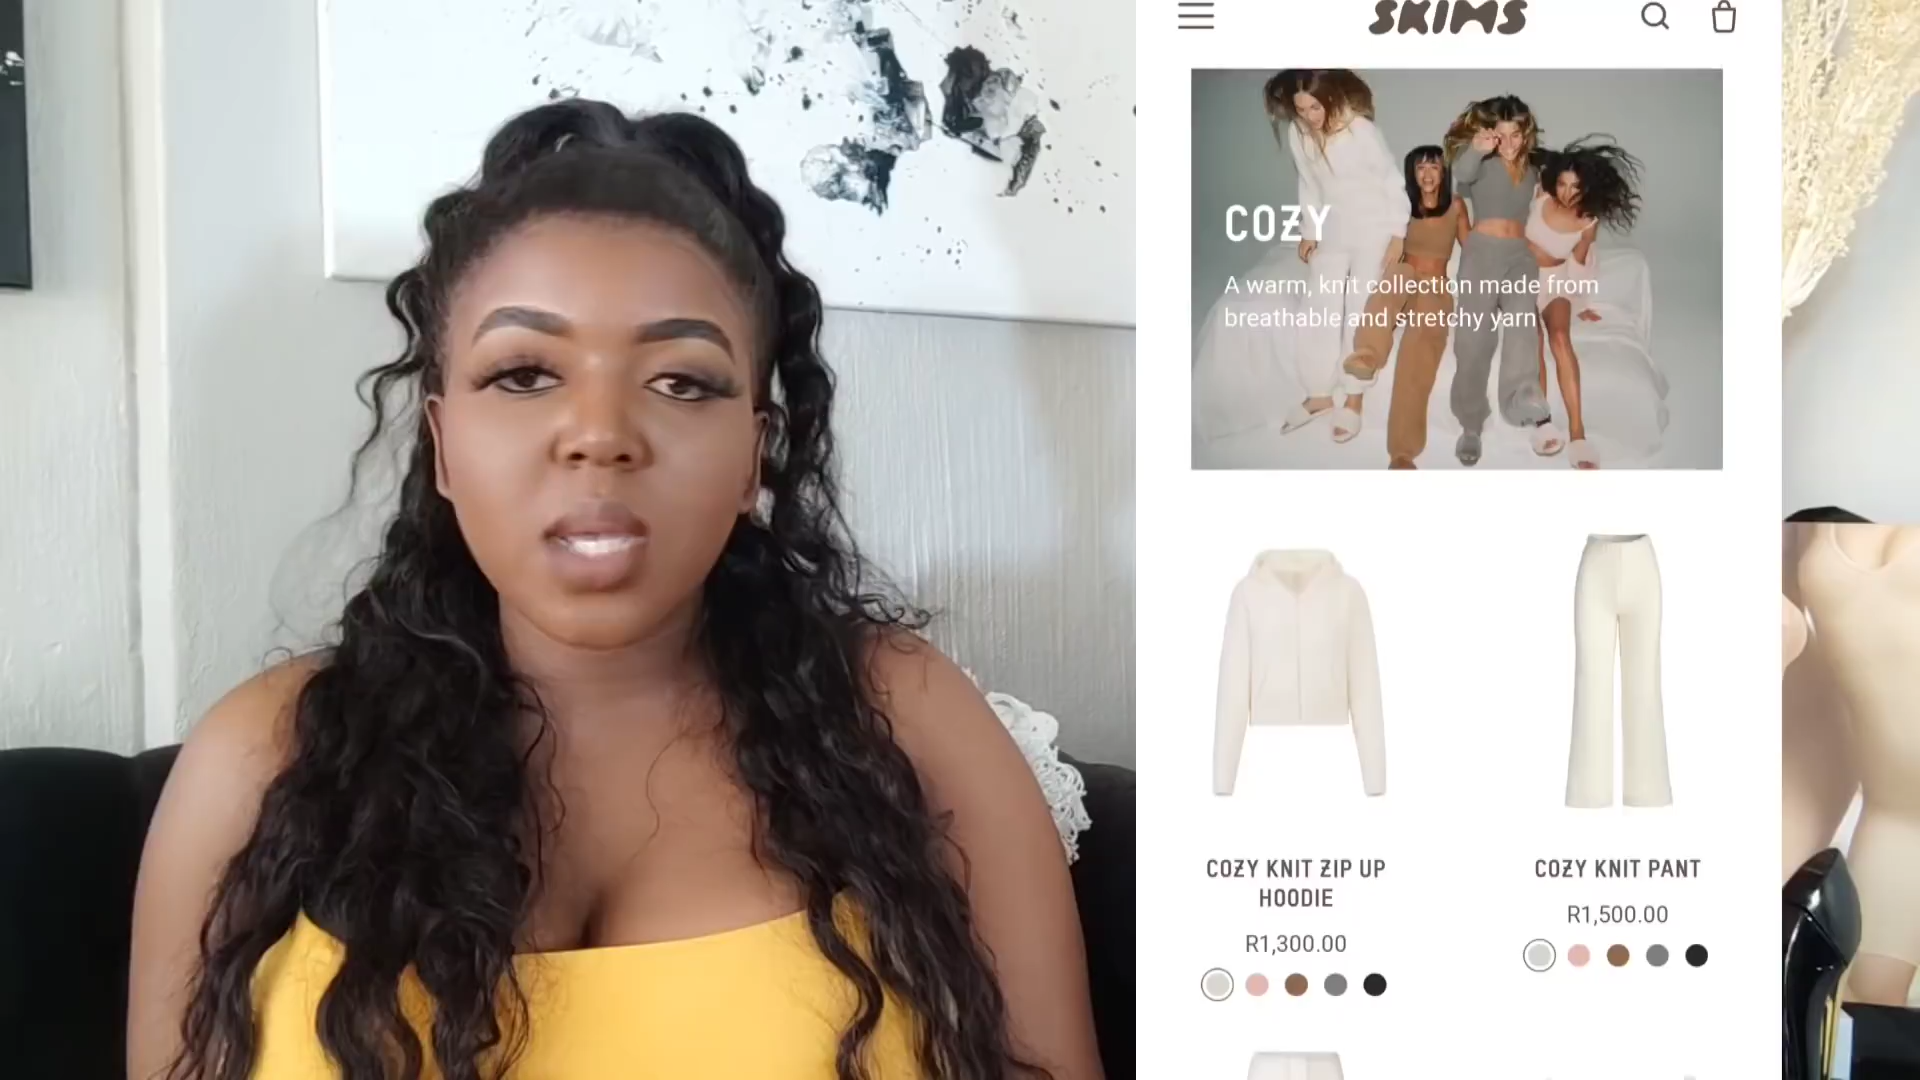 SKIMS
COZY
A warm, knit collection made from
breathable and stretchy yarn
COZY KNIT ZIP UP
HOODIE
R1,300.00
COZY KNIT PANT
R1,500.00